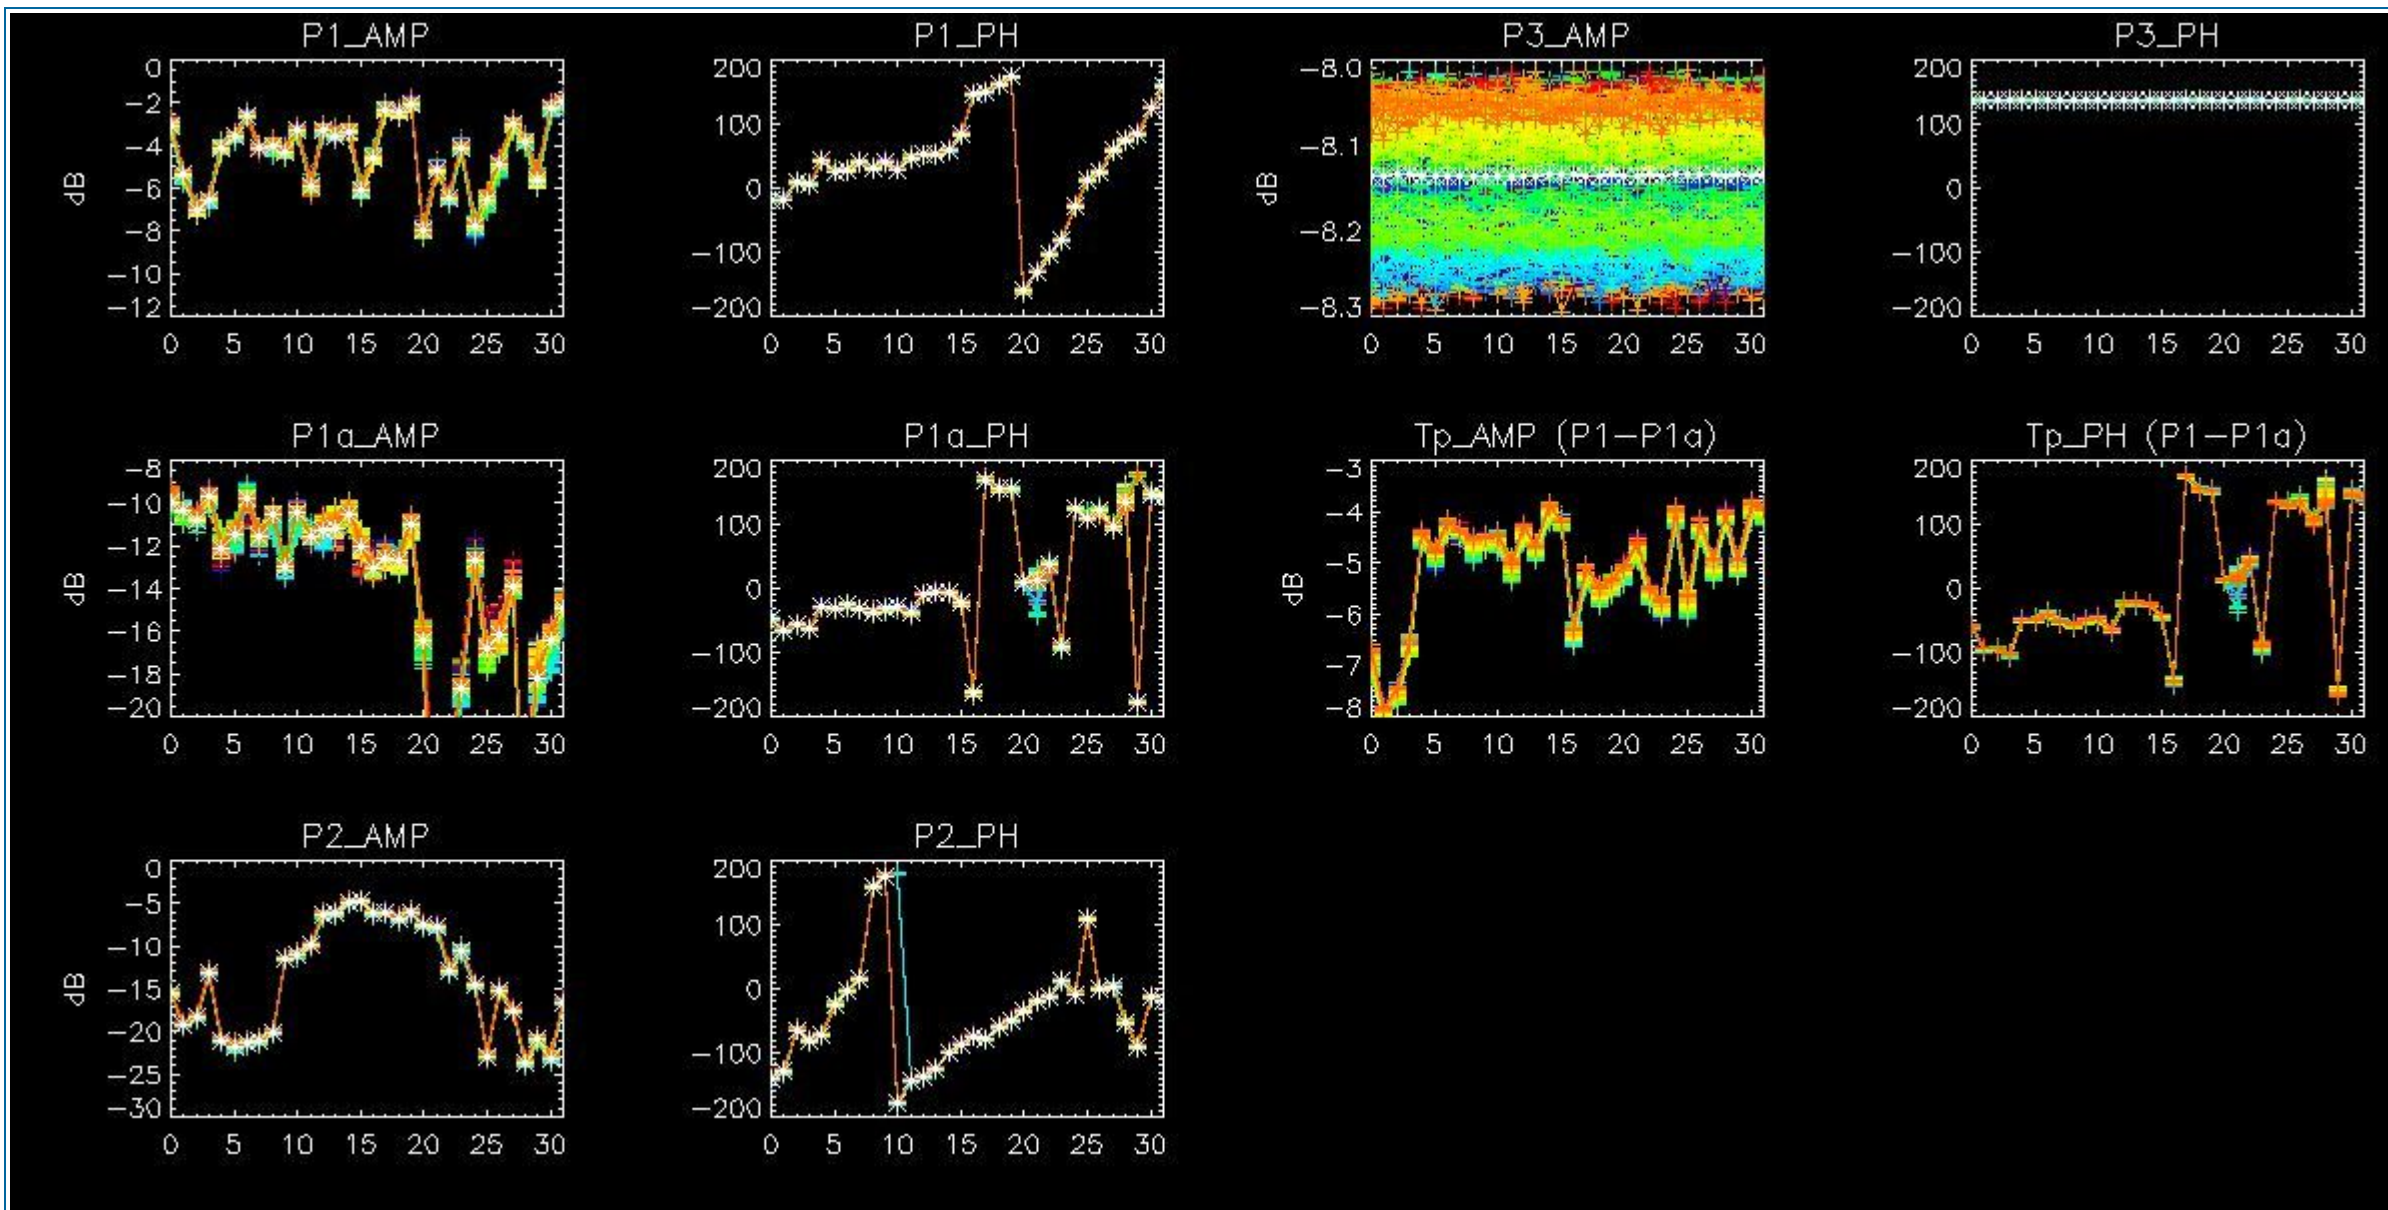 P1_AMP
0
−2
−4
−6
−8
−10
−12
dB
0 5 10 15 20 25 30
P1_PH
200
100
0
−100
−200
0 5 10 15 20 25 30
P3_AMP
−8.0
−8.1
−8.2
−8.3
dB
0 5 10 15 20 25 30
P3_PH
200
100
0
−100
−200
0 5 10 15 20 25 30
P1a_AMP
−8
−10
−12
−14
−16
−18
−20
dB
0 5 10 15 20 25 30
P1a_PH
200
100
0
−100
−200
0 5 10 15 20 25 30
Tp_AMP (P1−P1a)
−3
−4
−5
−6
−7
−8
dB
0 5 10 15 20 25 30
Tp_PH (P1−P1a)
200
100
0
−100
−200
0 5 10 15 20 25 30
P2_AMP
0
−5
−10
−15
−20
−25
−30
dB
0 5 10 15 20 25 30
P2_PH
200
100
0
−100
−200
0 5 10 15 20 25 30